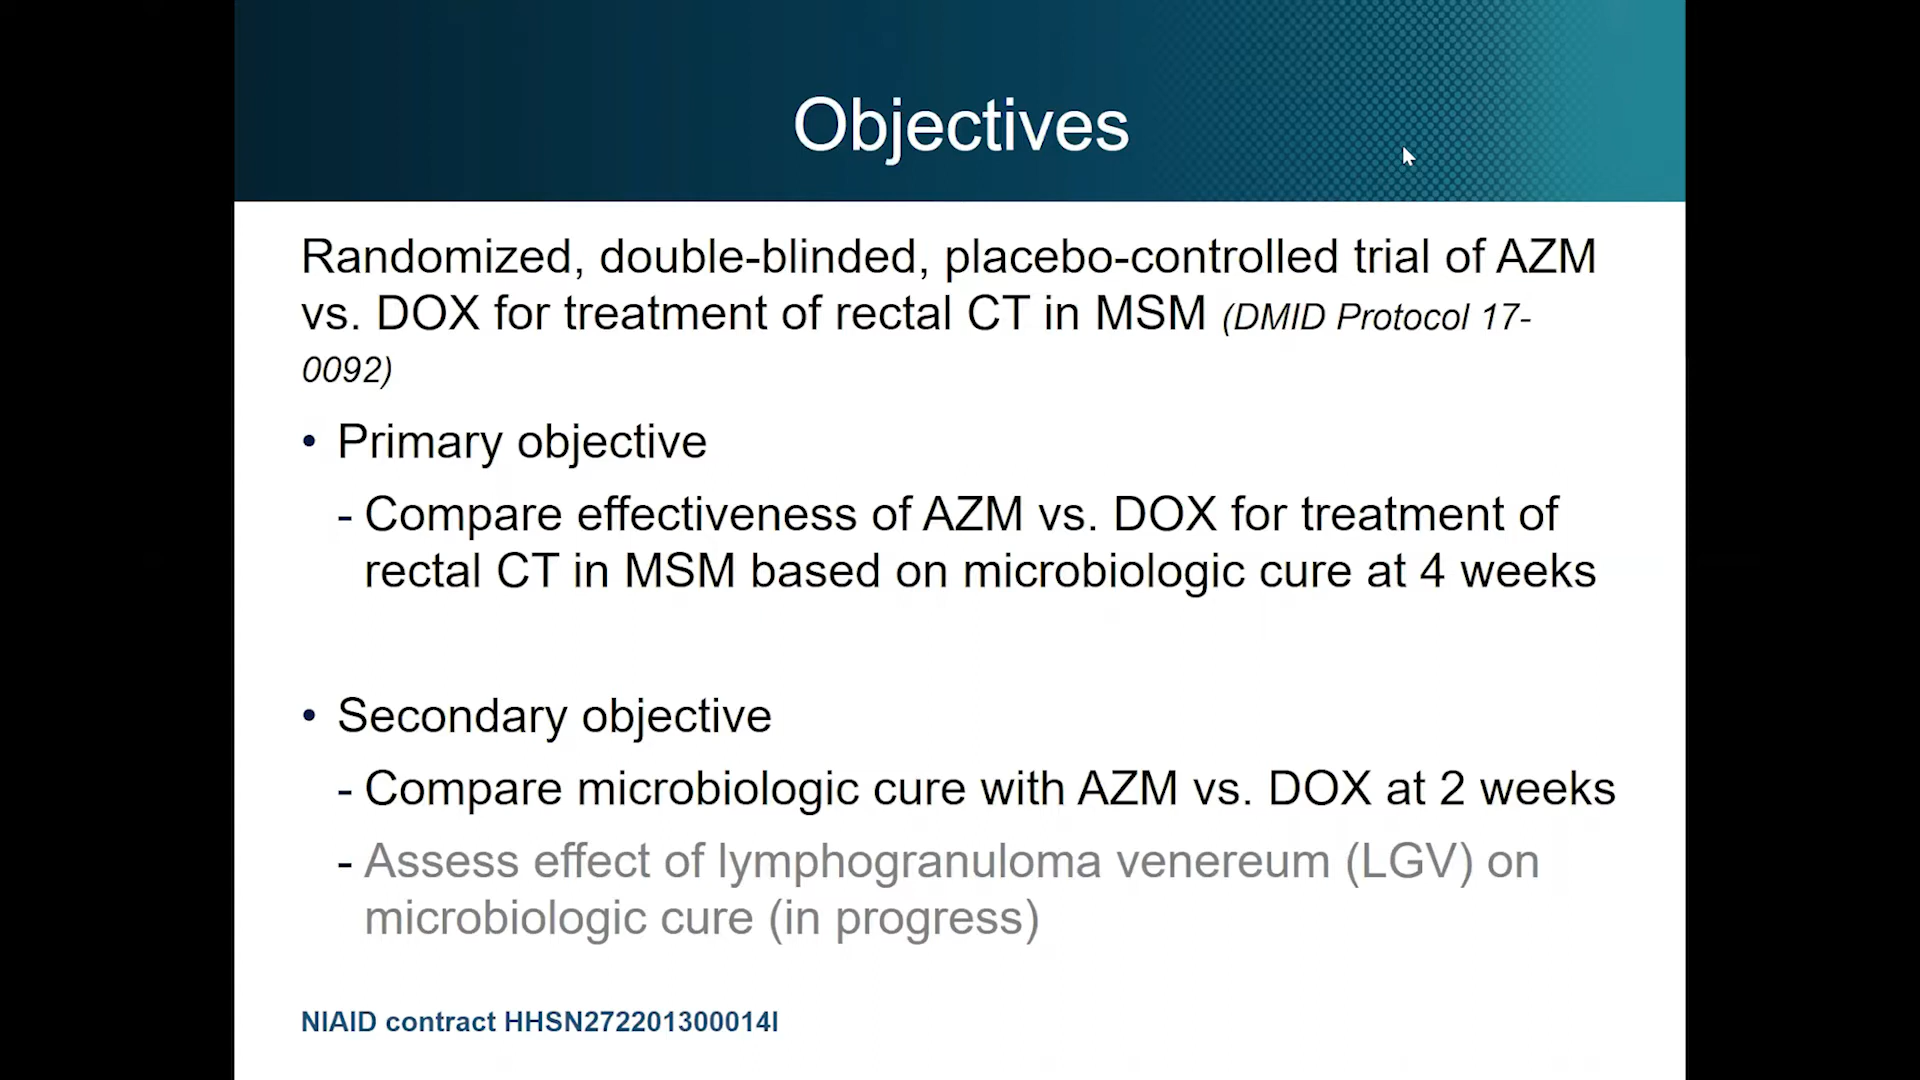 Objectives
Randomized, double-blinded, placebo-controlled trial of AZM
vs. DOX for treatment of rectal CT in MSM (DMID Protocol 17-
0092)
• Primary objective
- Compare effectiveness of AZM vs. DOX for treatment of
rectal CT in MSM based on microbiologic cure at 4 weeks
• Secondary objective
- Compare microbiologic cure with AZM vs. DOX at 2 weeks
- Assess effect of lymphogranuloma venereum (LGV) on
microbiologic cure (in progress)
NIAID contract HHSN272201300014I